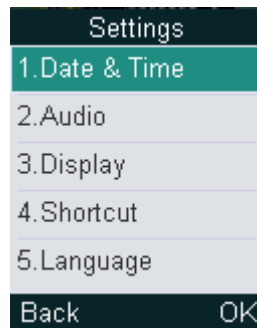 Settings
1.Date & Time
2.Audio
3.Display
4.Shortcut
5.Language
Back OK